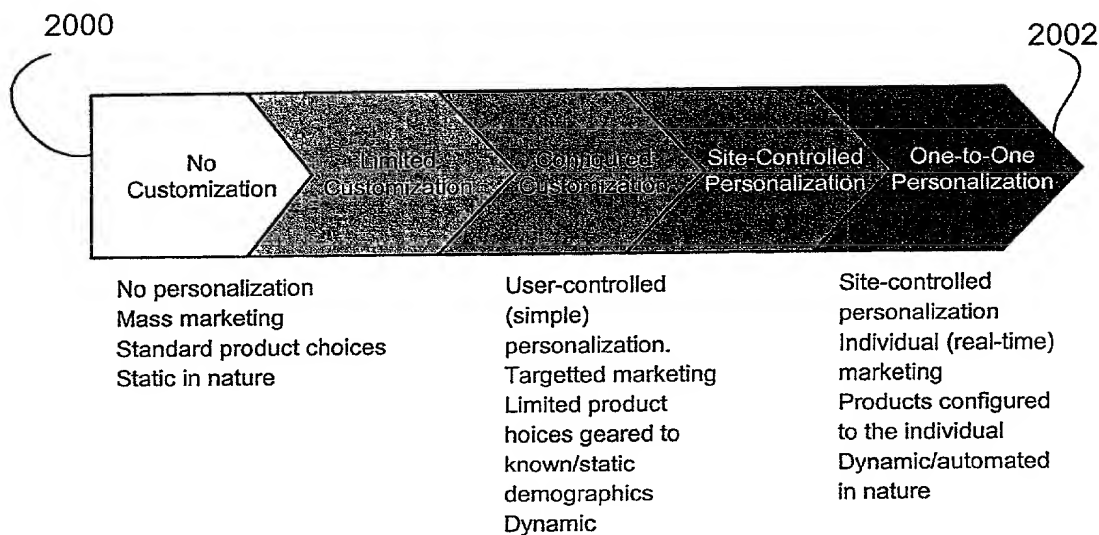 2000
2002
No
Customization
Limited
Customization
Configured
Customization
Site-Controlled
Personalization
One-to-One
Personalization
No personalization
Mass marketing
Standard product choices
Static in nature
User-controlled
(simple)
personalization.
Targetted marketing
Limited product
hoices geared to
known/static
demographics
Dynamic
Site-controlled
personalization
Individual (real-time)
marketing
Products configured
to the individual
Dynamic/automated
in nature